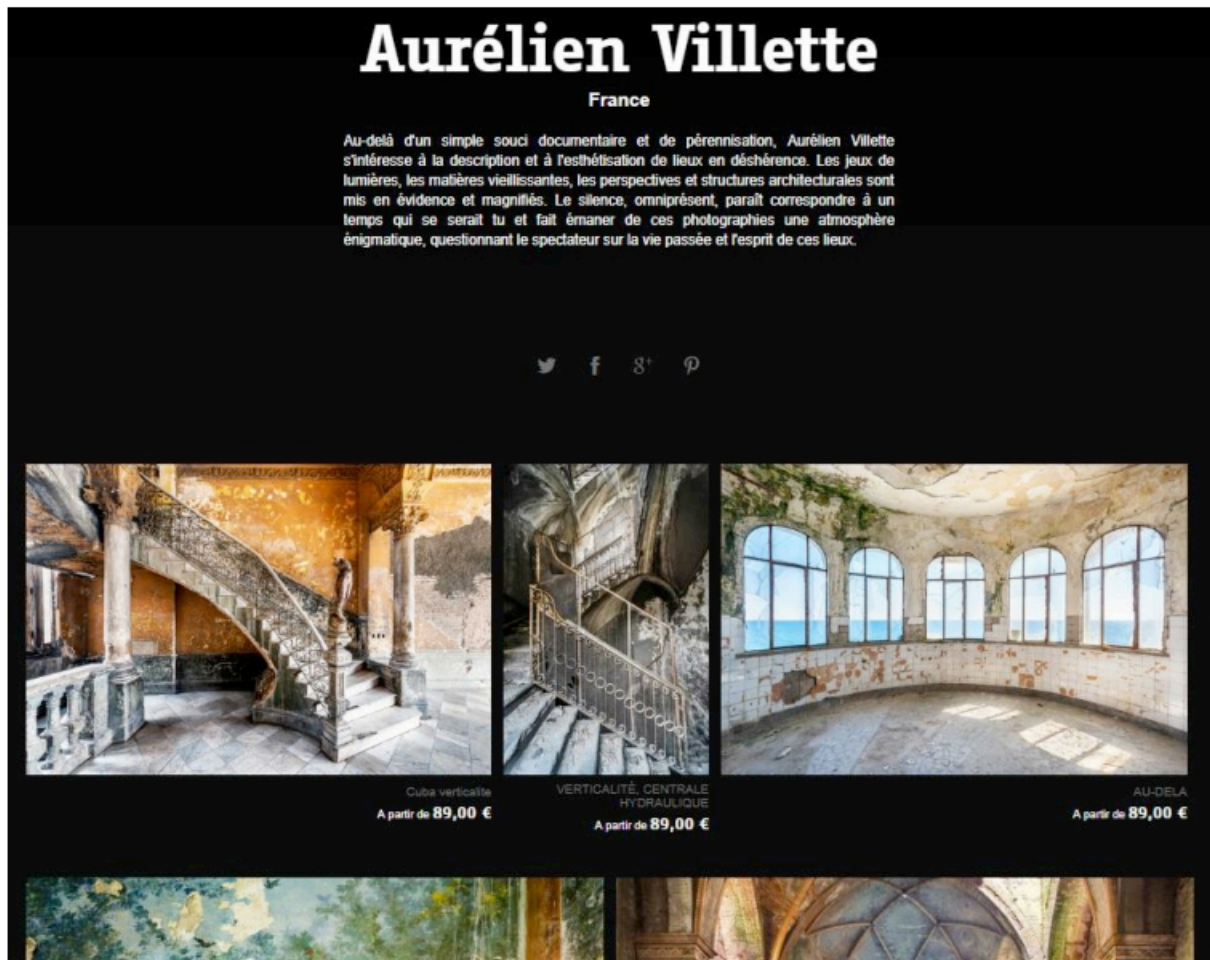 Aurélien Villette
France
Au-delà d'un simple souci documentaire et de pérennisation, Aurélien Villette
s'intéresse à la description et à l'esthétisation de lieux en déshérence. Les jeux de
lumières, les matières vieillissantes, les perspectives et structures architecturales sont
mis en évidence et magnifiés. Le silence, omniprésent, paraît correspondre à un
temps qui se serait tu et fait émaner de ces photographies une atmosphère
énigmatique, questionnant le spectateur sur la vie passée et l'esprit de ces lieux.
Cuba verticalite
A partir de 89,00 €
VERTICALITÉ, CENTRALE
HYDRAULIQUE
A partir de 89,00 €
AU-DELA
A partir de 89,00 €